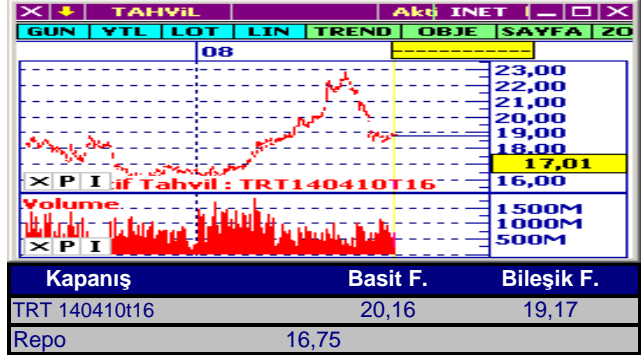 TAHViL INET
GUN YTL LOT LIN TREND OBJE SAYFA ZO
08
23,00
22,00
21,00
20,00
19,00
18,00
17,01
16,00
X P I if Tahvil : TRT140410T16
Volume
1500M
1000M
500M
X P I
Kapanış Basit F. Bileşik F.
TRT 140410t16 20,16 19,17
Repo 16,75